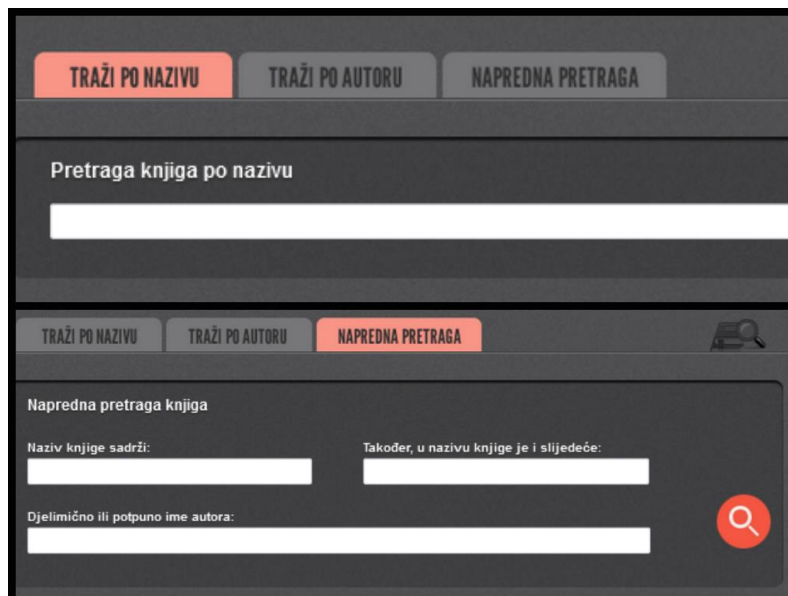 TRAŽI PO NAZIVU TRAŽI PO AUTORU NAPREDNA PRETRAGA
Pretraga knjiga po nazivu
TRAŽI PO NAZIVU TRAŽI PO AUTORU NAPREDNA PRETRAGA
Napredna pretraga knjiga
Naziv knjige sadrži: Također, u nazivu knjige je i slijedeće:
Djelimično ili potpuno ime autora: